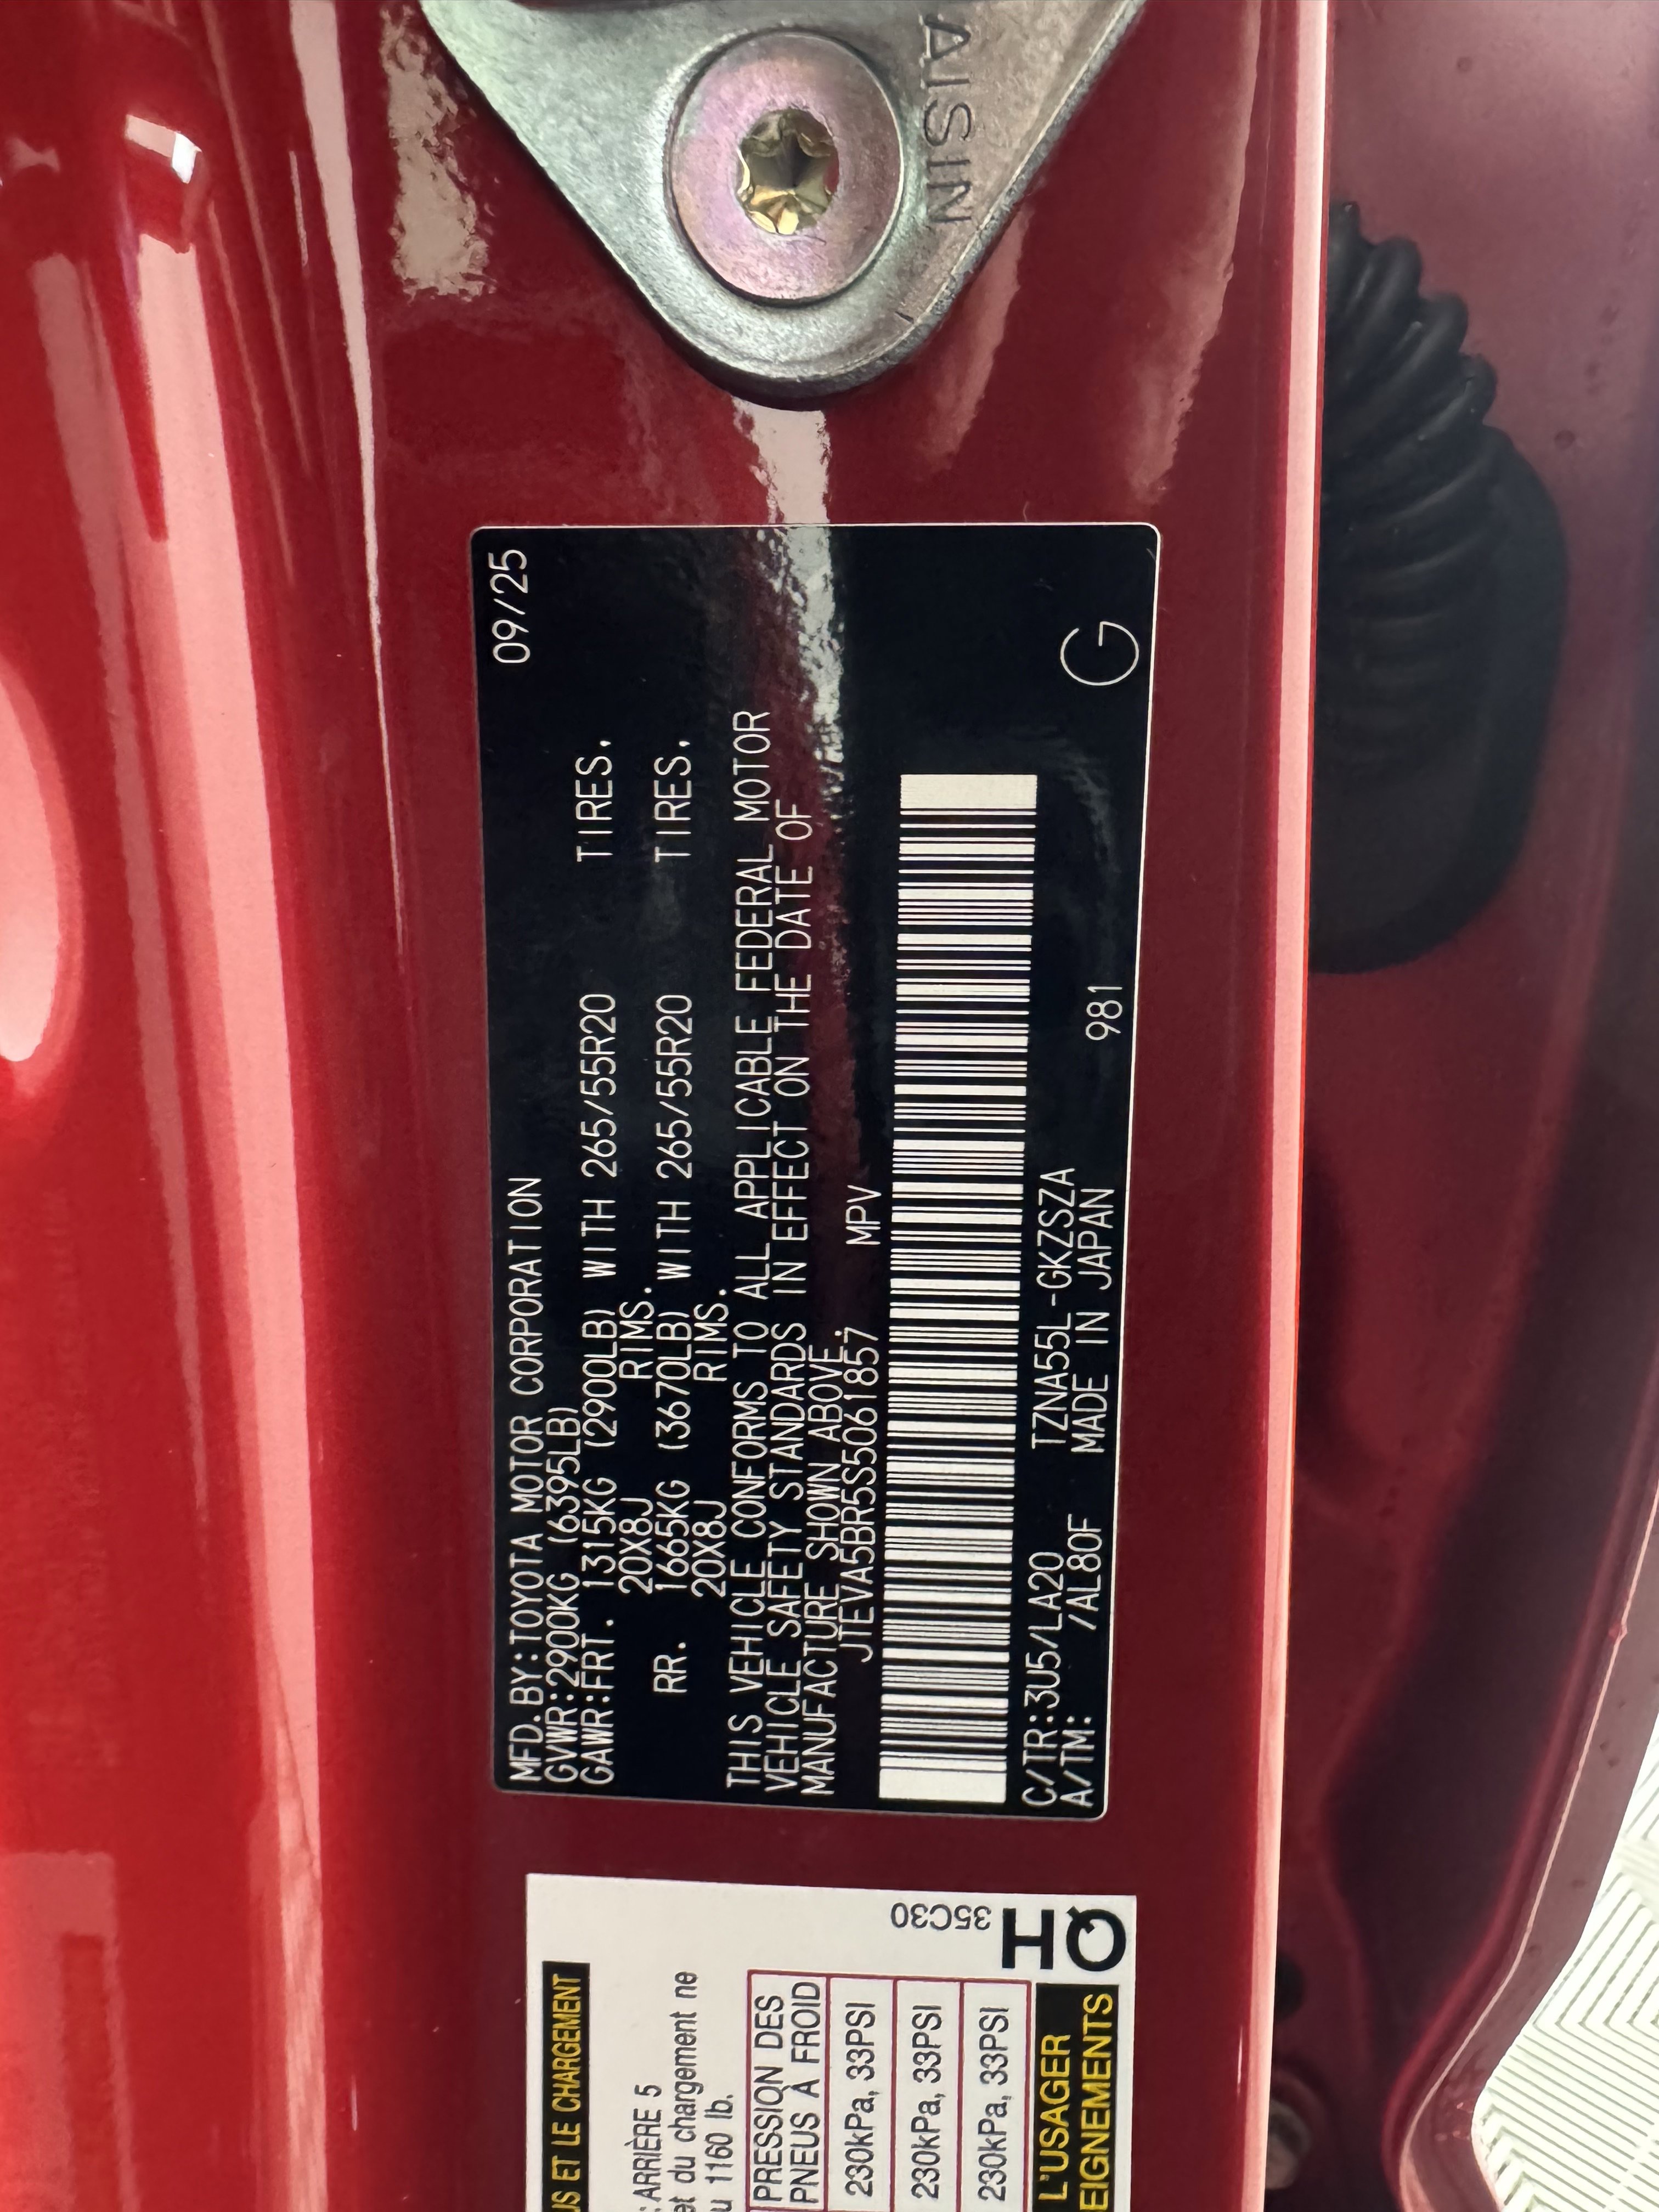 AISIN
09/25
MFD.BY:TOYOTA MOTOR CORPORATION
GVWR:2900KG (6395LB)
GAWR:FRT. 1315KG (2900LB) WITH 265/55R20 TIRES.
20X8J RIMS.
RR. 1665KG (3670LB) WITH 265/55R20 TIRES.
20X8J RIMS.
THIS VEHICLE CONFORMS TO ALL APPLICABLE FEDERAL MOTOR
VEHICLE SAFETY STANDARDS IN EFFECT ON THE DATE OF
MANUFACTURE SHOWN ABOVE.
JTEVA5BR5S5061857 MPV
C/TR:3U5/LA20 TZNA55L-GKZSZA
A/TM: /AL80F MADE IN JAPAN 981
G
US ET LE CHARGEMENT
: ARRIÈRE 5
et du chargement ne
u 1160 lb.
PRESSION DES
PNEUS À FROID
230kPa, 33PSI
230kPa, 33PSI
230kPa, 33PSI
L'USAGER
EIGNEMENTS
35C30
QH